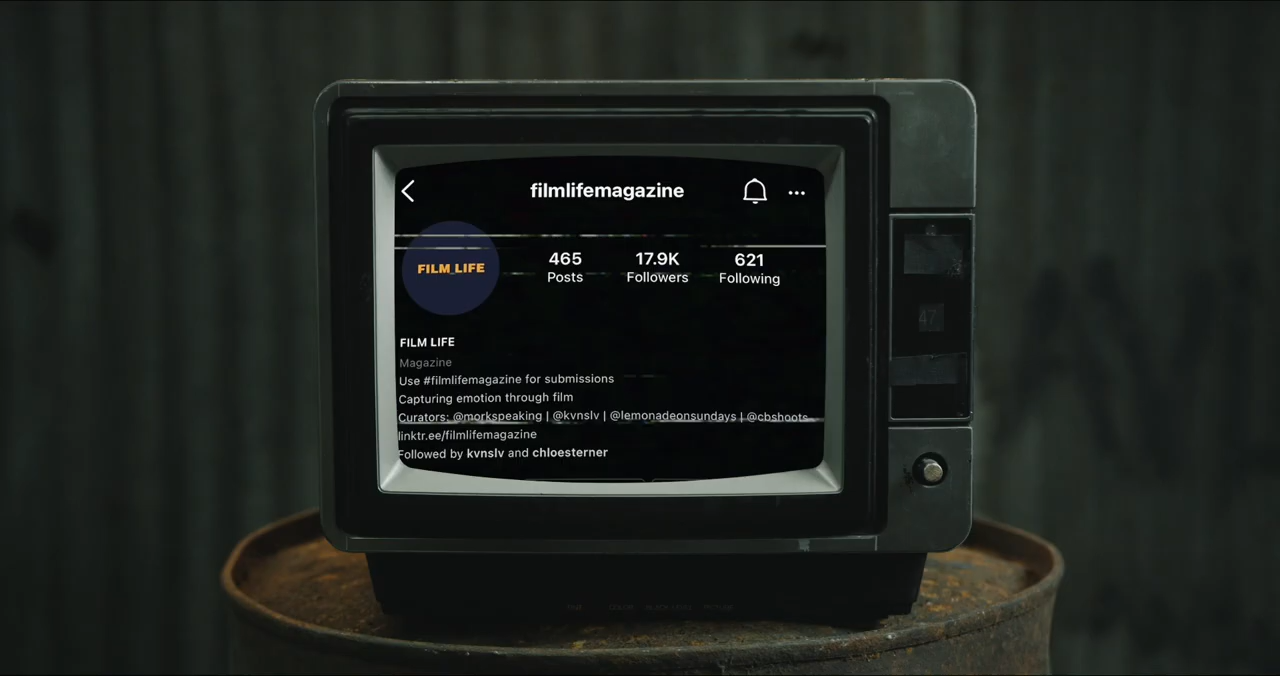 filmlifemagazine
FILM LIFE
465 17.9K 621
Posts Followers Following
FILM LIFE
Magazine
Use #filmlifemagazine for submissions
Capturing emotion through film
Curators: @morkspeaking | @kvnslv | @lemonadeonsundays | @cbshoots
linktr.ee/filmlifemagazine
Followed by kvnslv and chloesterner
47